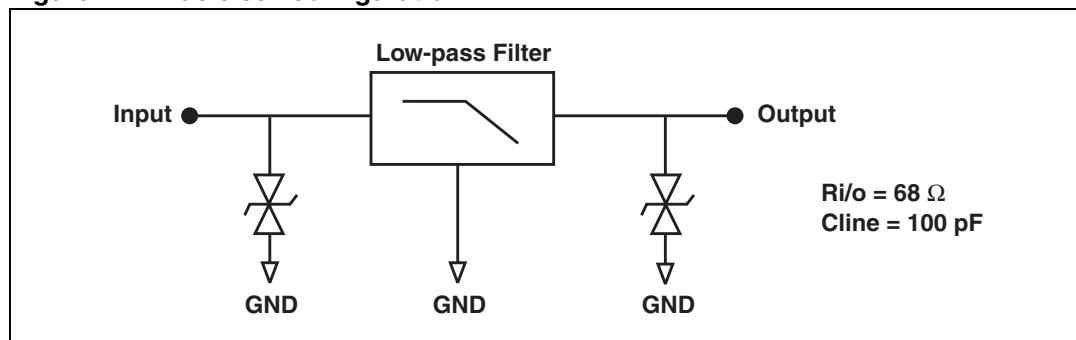 Low-pass Filter
Input
Output
Ri/o = 68 Ω
Cline = 100 pF
GND
GND
GND